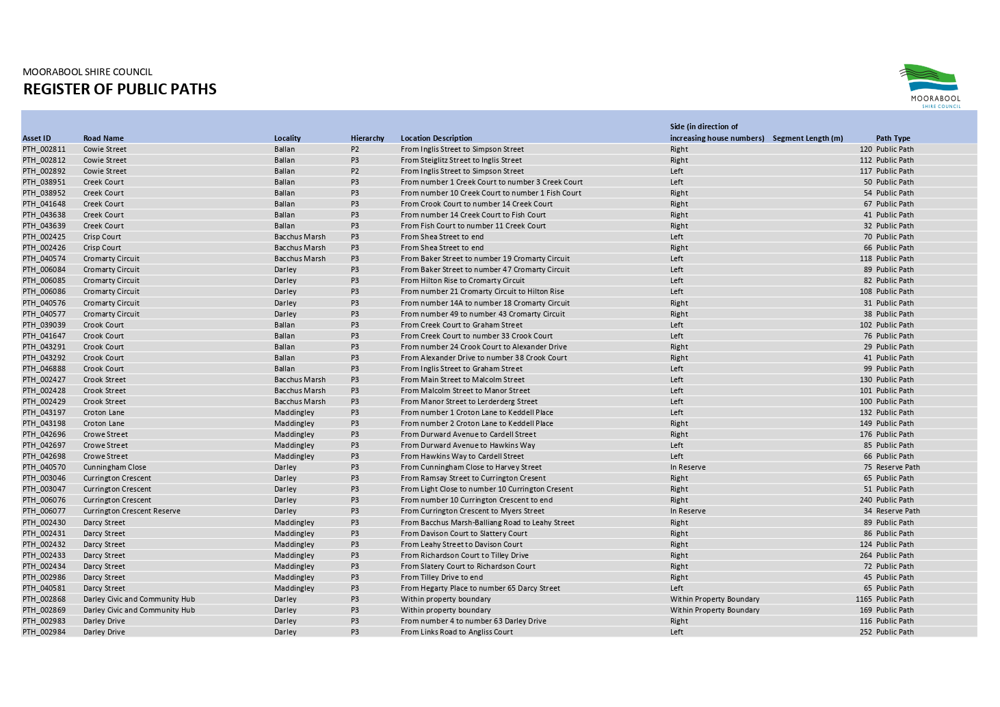 MOORABOOL SHIRE COUNCIL
REGISTER OF PUBLIC PATHS
MOORABOOL
SHIRE COUNCIL
Side (in direction of
Asset ID Road Name Locality Hierarchy Location Description increasing house numbers) Segment Length (m) Path Type
PTH_002811 Cowie Street Ballan P2 From Inglis Street to Simpson Street Right 120 Public Path
PTH_002812 Cowie Street Ballan P3 From Steiglitz Street to Inglis Street Right 112 Public Path
PTH_002892 Cowie Street Ballan P2 From Inglis Street to Simpson Street Left 117 Public Path
PTH_038951 Creek Court Ballan P3 From number 1 Creek Court to number 3 Creek Court Left 50 Public Path
PTH_038952 Creek Court Ballan P3 From number 10 Creek Court to number 1 Fish Court Right 54 Public Path
PTH_041648 Creek Court Ballan P3 From Crook Court to number 14 Creek Court Right 67 Public Path
PTH_043638 Creek Court Ballan P3 From number 14 Creek Court to Fish Court Right 41 Public Path
PTH_043639 Creek Court Ballan P3 From Fish Court to number 11 Creek Court Right 32 Public Path
PTH_002425 Crisp Court Bacchus Marsh P3 From Shea Street to end Left 70 Public Path
PTH_002426 Crisp Court Bacchus Marsh P3 From Shea Street to end Right 66 Public Path
PTH_040574 Cromarty Circuit Bacchus Marsh P3 From Baker Street to number 19 Cromarty Circuit Left 118 Public Path
PTH_006084 Cromarty Circuit Darley P3 From Baker Street to number 47 Cromarty Circuit Left 89 Public Path
PTH_006085 Cromarty Circuit Darley P3 From Hilton Rise to Cromarty Circuit Left 82 Public Path
PTH_006086 Cromarty Circuit Darley P3 From number 21 Cromarty Circuit to Hilton Rise Left 108 Public Path
PTH_040576 Cromarty Circuit Darley P3 From number 14A to number 18 Cromarty Circuit Right 31 Public Path
PTH_040577 Cromarty Circuit Darley P3 From number 49 to number 43 Cromarty Circuit Right 38 Public Path
PTH_039039 Crook Court Ballan P3 From Creek Court to Graham Street Left 102 Public Path
PTH_041647 Crook Court Ballan P3 From Creek Court to number 33 Crook Court Left 76 Public Path
PTH_043291 Crook Court Ballan P3 From number 24 Crook Court to Alexander Drive Right 29 Public Path
PTH_043292 Crook Court Ballan P3 From Alexander Drive to number 38 Crook Court Right 41 Public Path
PTH_046888 Crook Court Ballan P3 From Inglis Street to Graham Street Left 99 Public Path
PTH_002427 Crook Street Bacchus Marsh P3 From Main Street to Malcolm Street Left 130 Public Path
PTH_002428 Crook Street Bacchus Marsh P3 From Malcolm Street to Manor Street Left 101 Public Path
PTH_002429 Crook Street Bacchus Marsh P3 From Manor Street to Lerderderg Street Left 100 Public Path
PTH_043197 Croton Lane Maddingley P3 From number 1 Croton Lane to Keddell Place Left 132 Public Path
PTH_043198 Croton Lane Maddingley P3 From number 2 Croton Lane to Keddell Place Right 149 Public Path
PTH_042696 Crowe Street Maddingley P3 From Durward Avenue to Cardell Street Right 176 Public Path
PTH_042697 Crowe Street Maddingley P3 From Durward Avenue to Hawkins Way Left 85 Public Path
PTH_042698 Crowe Street Maddingley P3 From Hawkins Way to Cardell Street Left 66 Public Path
PTH_040570 Cunningham Close Darley P3 From Cunningham Close to Harvey Street In Reserve 75 Reserve Path
PTH_003046 Currington Crescent Darley P3 From Ramsay Street to Currington Cresent Right 65 Public Path
PTH_003047 Currington Crescent Darley P3 From Light Close to number 10 Currington Cresent Right 51 Public Path
PTH_006076 Currington Crescent Darley P3 From number 10 Currington Crescent to end Right 240 Public Path
PTH_006077 Currington Crescent Reserve Darley P3 From Currington Crescent to Myers Street In Reserve 34 Reserve Path
PTH_002430 Darcy Street Maddingley P3 From Bacchus Marsh-Balliang Road to Leahy Street Right 89 Public Path
PTH_002431 Darcy Street Maddingley P3 From Davison Court to Slattery Court Right 86 Public Path
PTH_002432 Darcy Street Maddingley P3 From Leahy Street to Davison Court Right 124 Public Path
PTH_002433 Darcy Street Maddingley P3 From Richardson Court to Tilley Drive Right 264 Public Path
PTH_002434 Darcy Street Maddingley P3 From Slatery Court to Richardson Court Right 72 Public Path
PTH_002986 Darcy Street Maddingley P3 From Tilley Drive to end Right 45 Public Path
PTH_040581 Darcy Street Maddingley P3 From Hegarty Place to number 65 Darcy Street Left 65 Public Path
PTH_002868 Darley Civic and Community Hub Darley P3 Within property boundary Within Property Boundary 1165 Public Path
PTH_002869 Darley Civic and Community Hub Darley P3 Within property boundary Within Property Boundary 169 Public Path
PTH_002983 Darley Drive Darley P3 From number 4 to number 63 Darley Drive Right 116 Public Path
PTH_002984 Darley Drive Darley P3 From Links Road to Angliss Court Left 252 Public Path